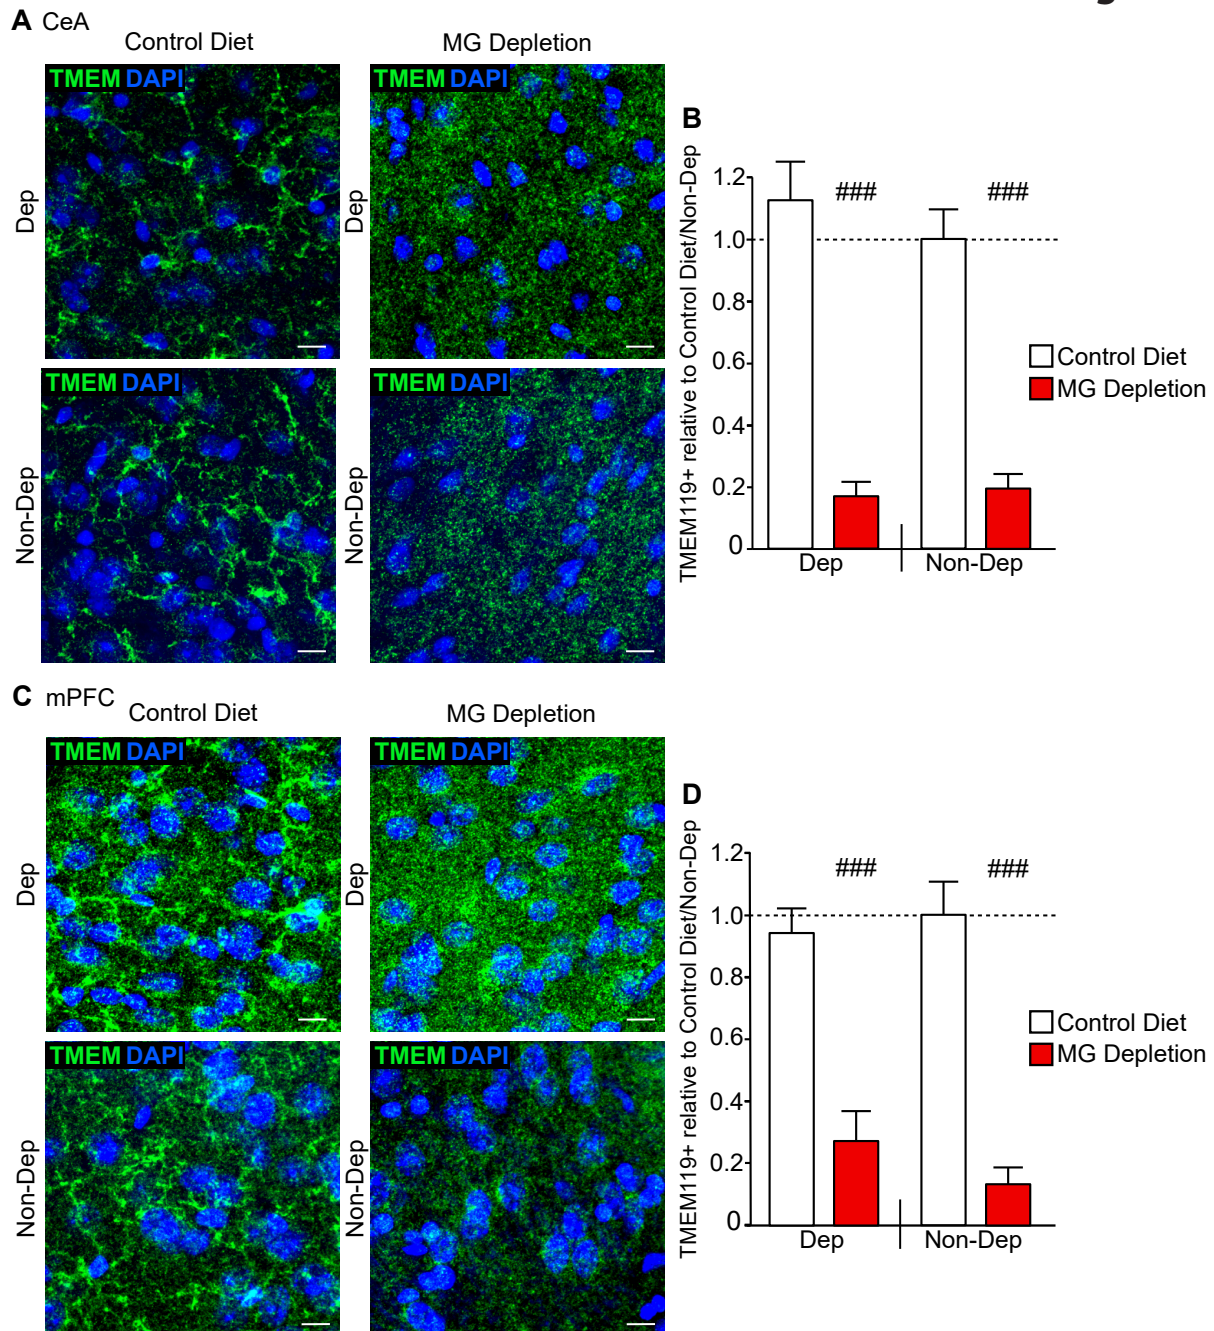 A CeA
Control Diet
MG Depletion
TMEM DAPI
TMEM DAPI
Dep
Dep
TMEM DAPI
TMEM DAPI
Non-Dep
Non-Dep
B
TMEM119+ relative to Control Diet/Non-Dep
1.2
1.0
0.8
0.6
0.4
0.2
0
###
###
Dep
Non-Dep
Control Diet
MG Depletion
C mPFC
Control Diet
MG Depletion
TMEM DAPI
TMEM DAPI
Dep
Dep
TMEM DAPI
TMEM DAPI
Non-Dep
Non-Dep
D
TMEM119+ relative to Control Diet/Non-Dep
1.2
1.0
0.8
0.6
0.4
0.2
0
###
###
Dep
Non-Dep
Control Diet
MG Depletion